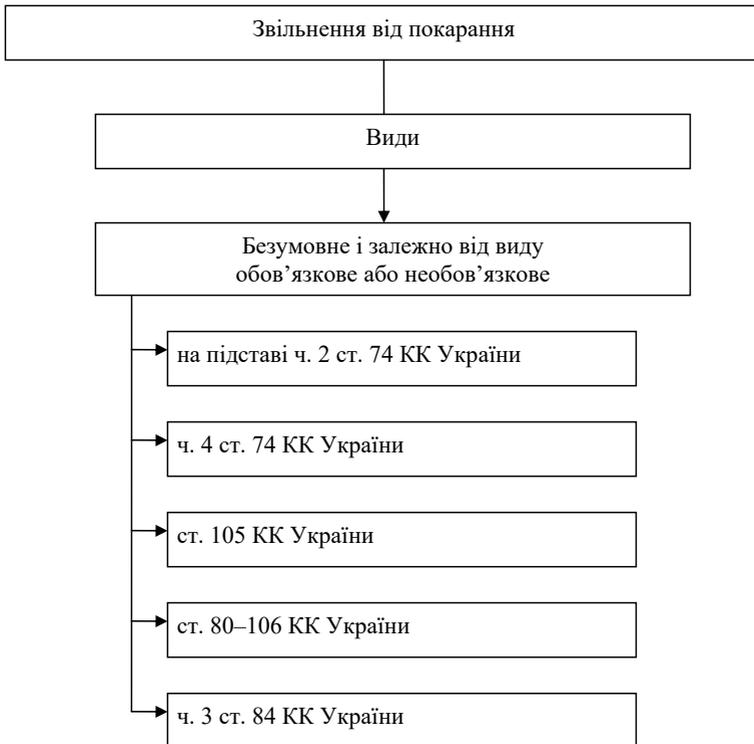 Звільнення від покарання
Види
Безумовне і залежно від виду
обов’язкове або необов’язкове
на підставі ч. 2 ст. 74 КК України
ч. 4 ст. 74 КК України
ст. 105 КК України
ст. 80–106 КК України
ч. 3 ст. 84 КК України